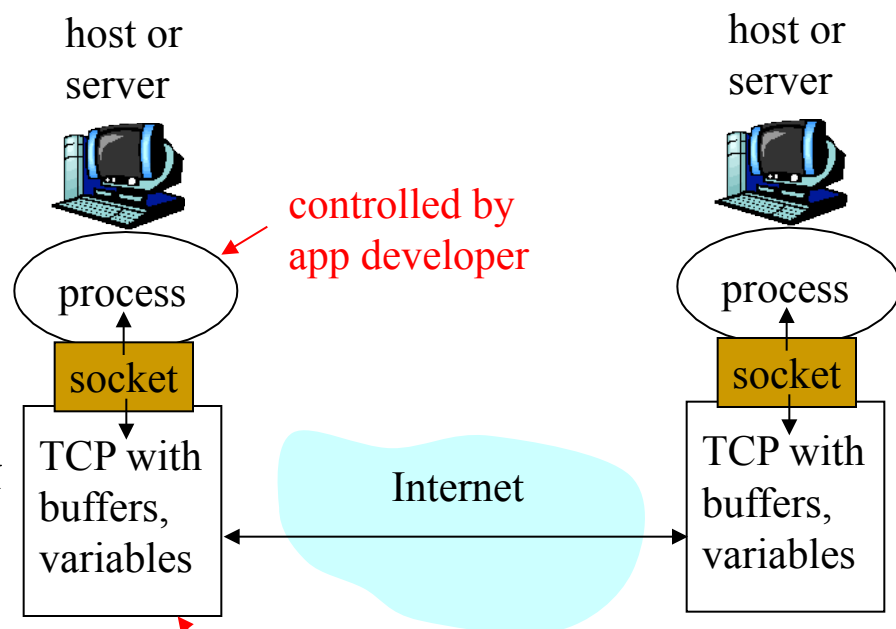 host or
server
host or
server
controlled by
app developer
process
process
socket
socket
TCP with
buffers,
variables
Internet
TCP with
buffers,
variables